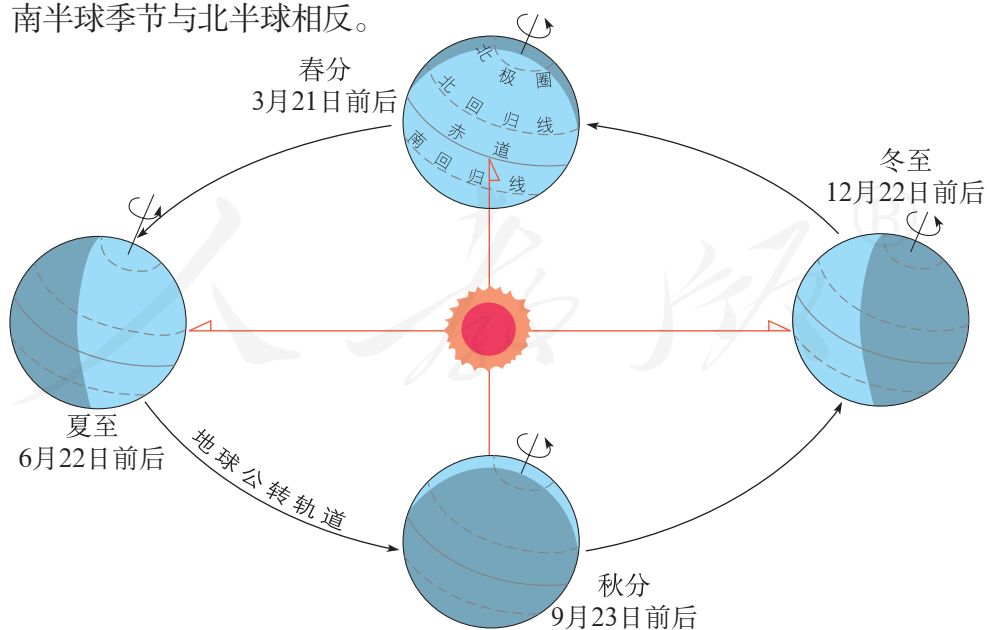 南半球季节与北半球相反。
春分
3月21日前后
北极圈
北回归线
赤道
南回归线
冬至
12月22日前后
夏至
6月22日前后
地球公转轨道
秋分
9月23日前后
人教版
R